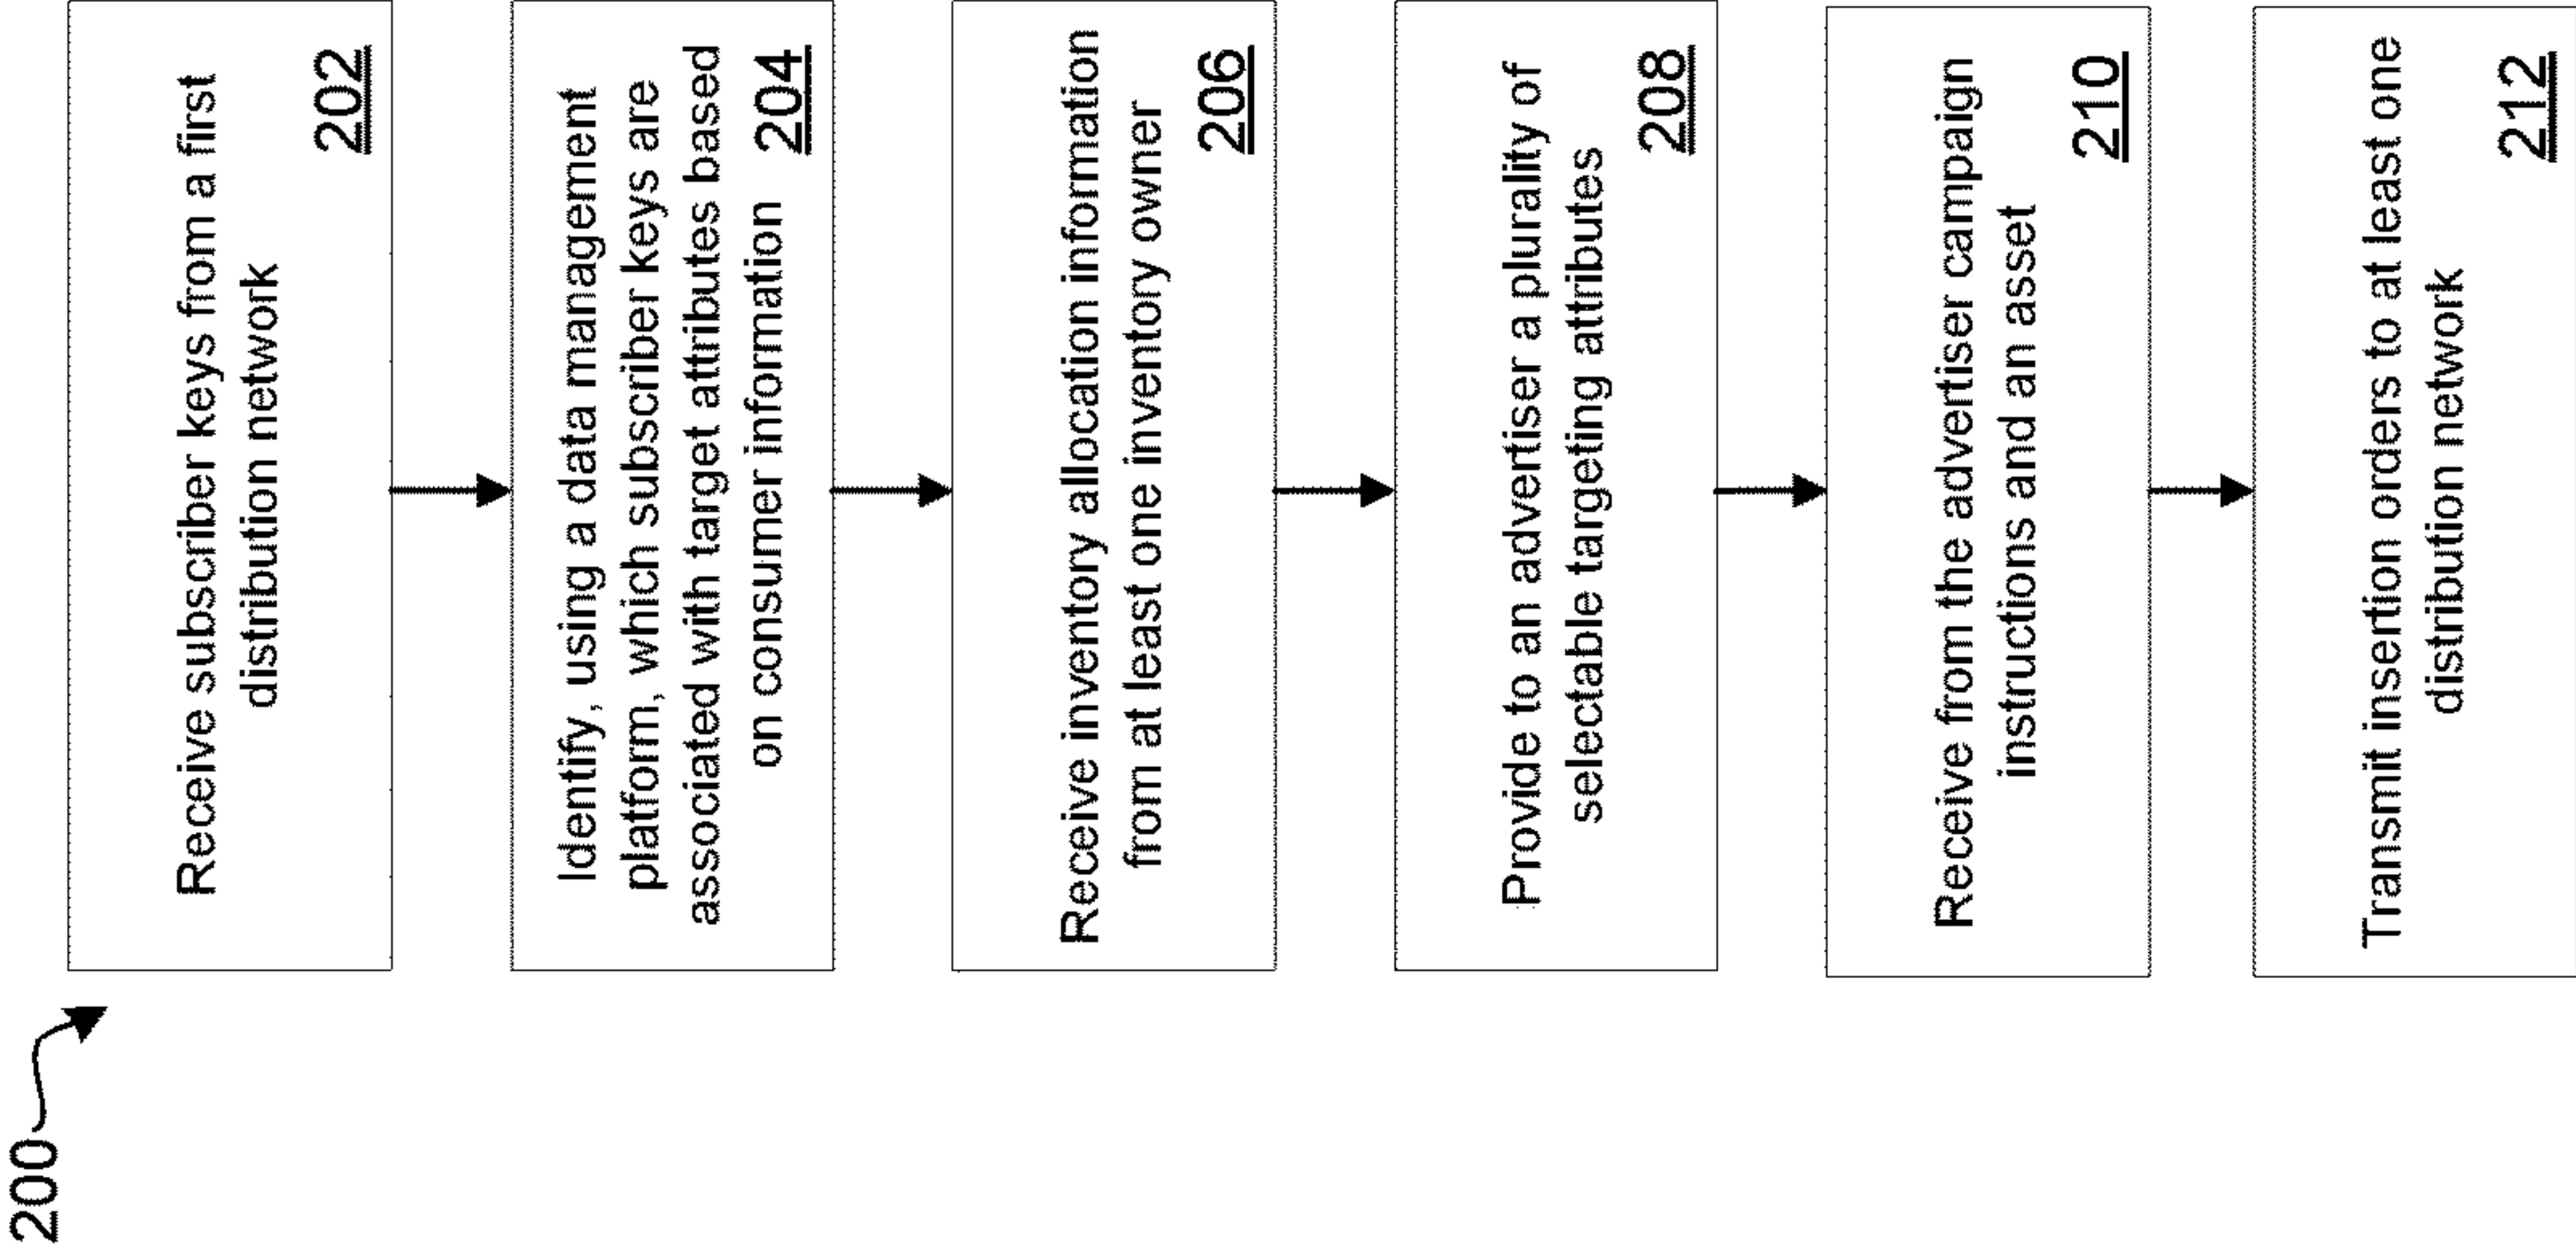 200
Receive subscriber keys from a first
distribution network
202
Identify, using a data management
platform, which subscriber keys are
associated with target attributes based
on consumer information
204
Receive inventory allocation information
from at least one inventory owner
206
Provide to an advertiser a plurality of
selectable targeting attributes
208
Receive from the advertiser campaign
instructions and an asset
210
Transmit insertion orders to at least one
distribution network
212